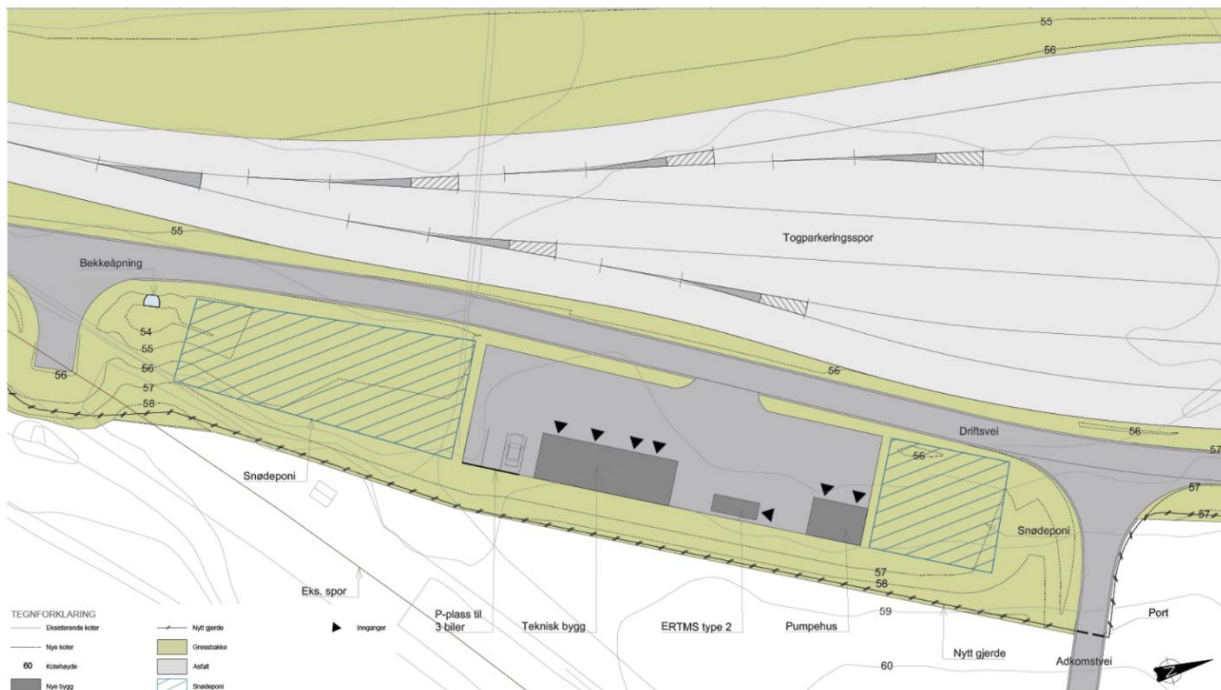 55
56
Togparkeringsspor
55
Bekkeåpning
54
55
56
56
57
58
56
Driftsvei
56
57
56
57
57
Snødeponi
Snødeponi
57
58
59
Eks. spor
P-plass til
3 biler
Teknisk bygg
ERTMS type 2
Pumpehus
Nytt gjerde
Port
Adkomstvei
60
TEGNFORKLARING
Eksisterende koter
Nye koter
60 Kotehøyde
Nye bygg
Nytt gjerde
Gressbakke
Asfalt
Snødeponi
Innganger
N